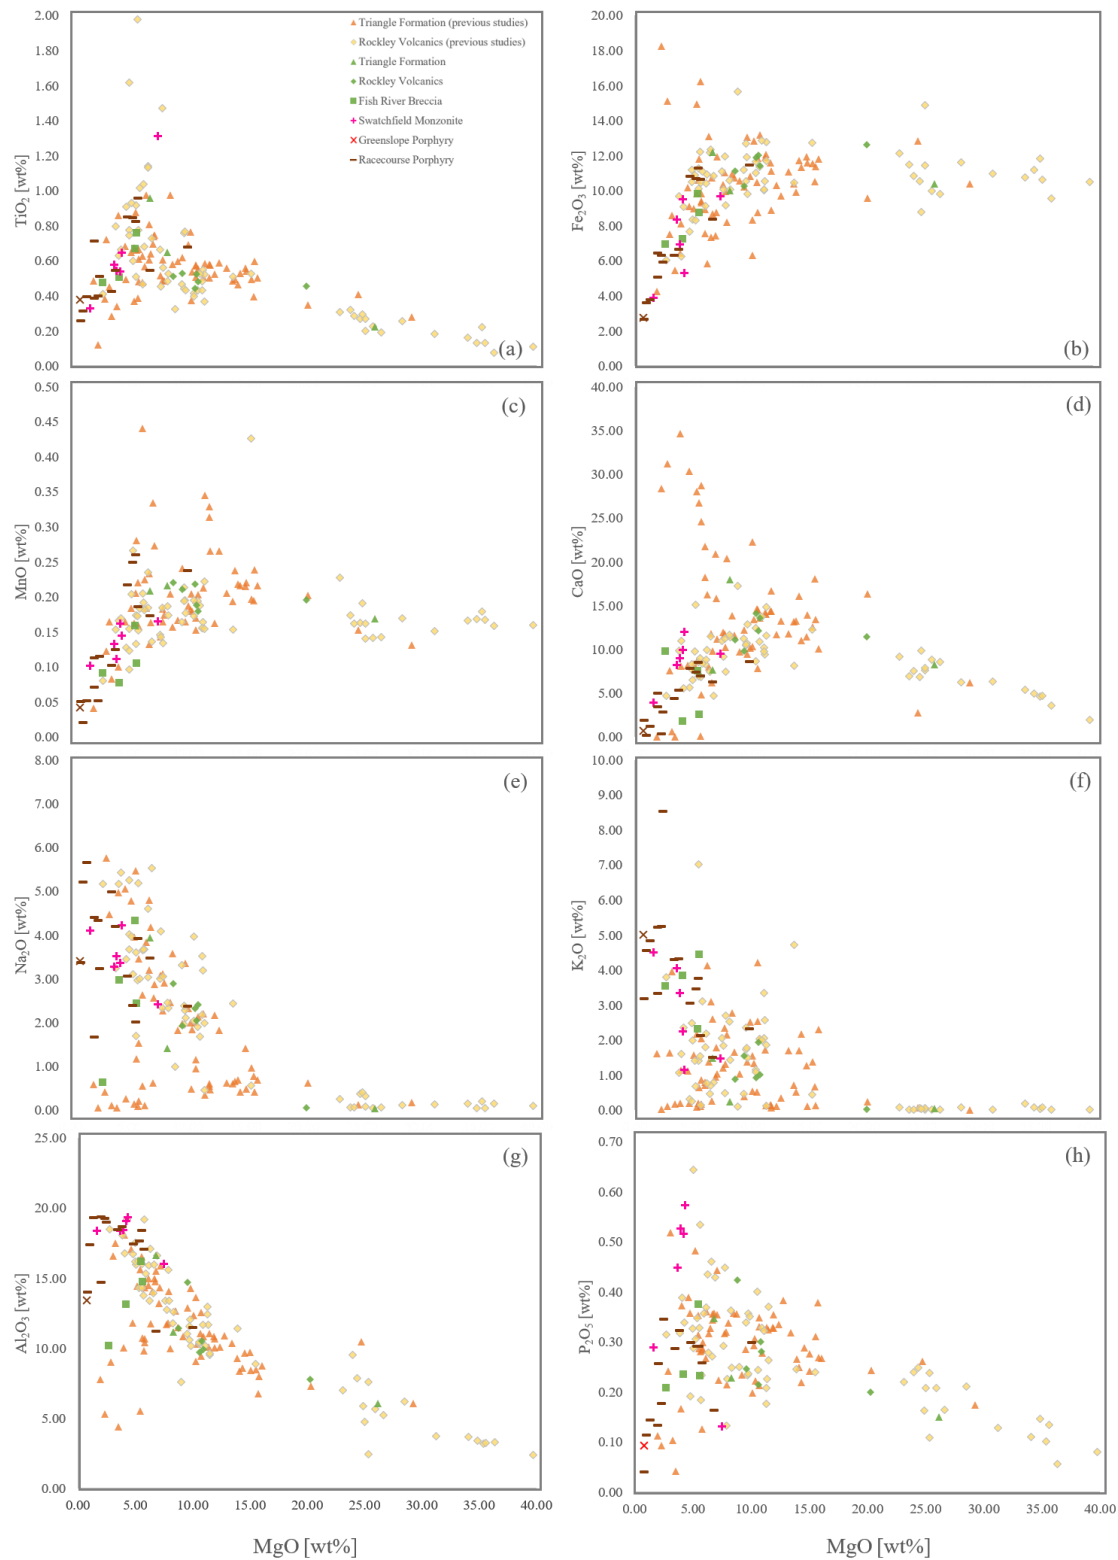 2.00
1.80
1.60
1.40
1.20
1.00
0.80
0.60
0.40
0.20
0.00
TiO2 [wt%]
Triangle Formation (previous studies)
Rockley Volcanics (previous studies)
Triangle Formation
Rockley Volcanics
Fish River Breccia
Swatchfield Monzonite
Greenslope Porphyry
Racecourse Porphyry
(a)
20.00
18.00
16.00
14.00
12.00
10.00
8.00
6.00
4.00
2.00
0.00
Fe2O3 [wt%]
(b)
0.50
0.45
0.40
0.35
0.30
0.25
0.20
0.15
0.10
0.05
0.00
MnO [wt%]
(c)
40.00
35.00
30.00
25.00
20.00
15.00
10.00
5.00
0.00
CaO [wt%]
(d)
8.00
7.00
6.00
5.00
4.00
3.00
2.00
1.00
0.00
Na2O [wt%]
(e)
10.00
9.00
8.00
7.00
6.00
5.00
4.00
3.00
2.00
1.00
0.00
K2O [wt%]
(f)
25.00
20.00
15.00
10.00
5.00
0.00
Al2O3 [wt%]
(g)
0.00 5.00 10.00 15.00 20.00 25.00 30.00 35.00 40.00
MgO [wt%]
0.70
0.60
0.50
0.40
0.30
0.20
0.10
0.00
P2O5 [wt%]
(h)
0.00 5.00 10.00 15.00 20.00 25.00 30.00 35.00 40.00
MgO [wt%]